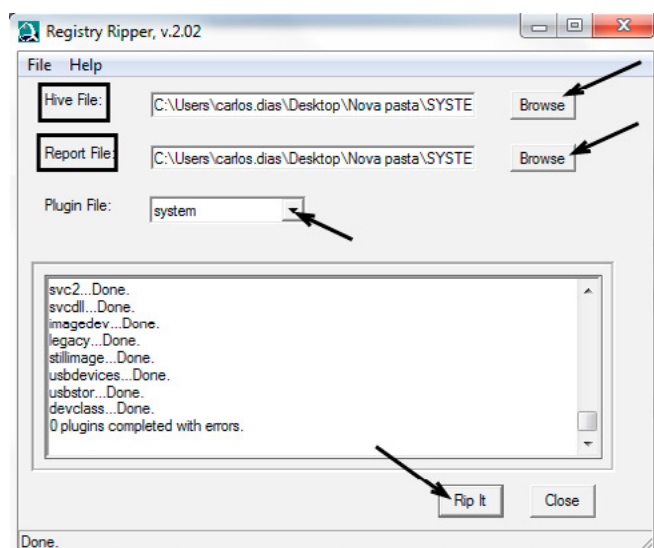 Registry Ripper, v.2.02
File Help
Hive File: C:\Users\carlos.dias\Desktop\Nova pasta\SYSTE Browse
Report File: C:\Users\carlos.dias\Desktop\Nova pasta\SYSTE Browse
Plugin File: system
svc2...Done.
svcdll...Done.
imagedev...Done.
legacy...Done.
stillimage...Done.
usbdevices...Done.
usbstor...Done.
devclass...Done.
0 plugins completed with errors.
Rip It Close
Done.